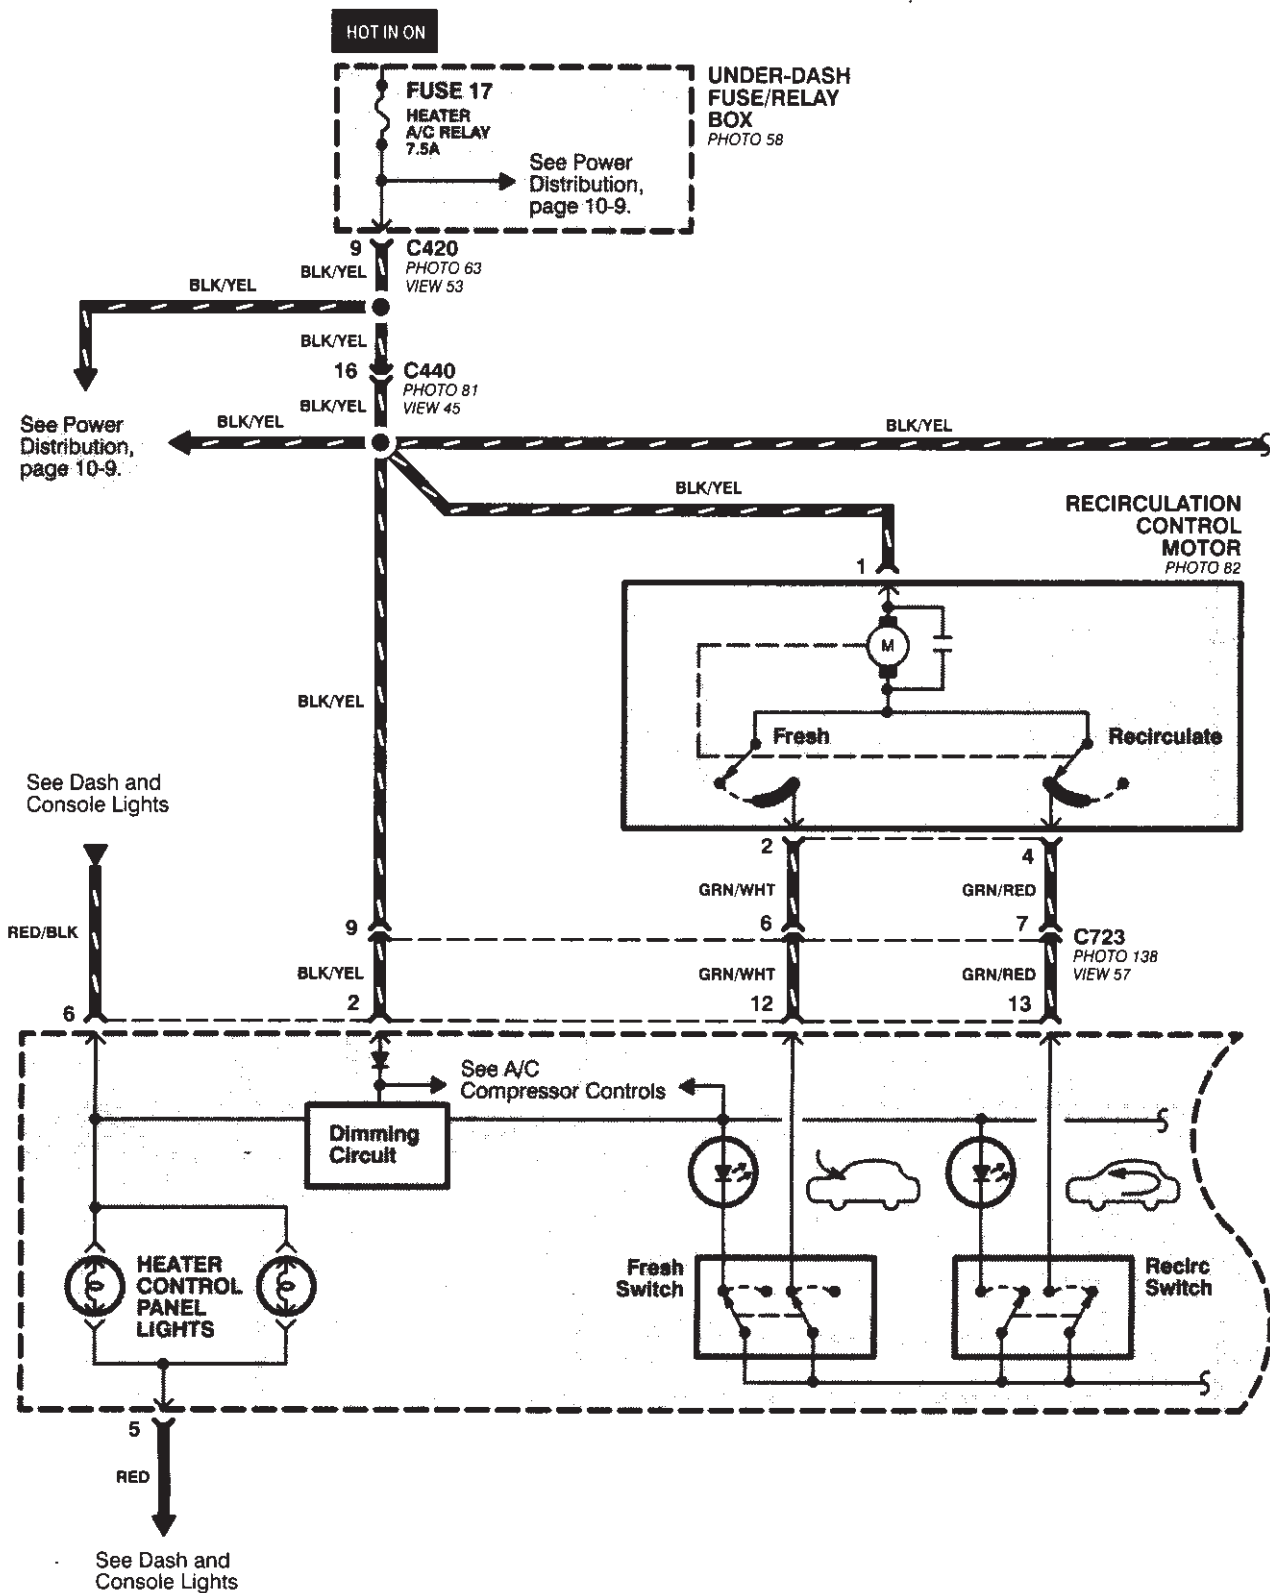 HOT IN ON
FUSE 17
HEATER
A/C RELAY
7.5A
See Power
Distribution,
page 10-9.
UNDER-DASH
FUSE/RELAY
BOX
PHOTO 58
9
C420
PHOTO 63
VIEW 53
BLK/YEL
BLK/YEL
BLK/YEL
16
C440
PHOTO 81
VIEW 45
BLK/YEL
See Power
Distribution,
page 10-9.
BLK/YEL
BLK/YEL
BLK/YEL
RECIRCULATION
CONTROL
MOTOR
PHOTO 82
1
M
BLK/YEL
Fresh
Recirculate
See Dash and
Console Lights
2
4
GRN/WHT
GRN/RED
RED/BLK
9
6
7
C723
PHOTO 138
VIEW 57
BLK/YEL
GRN/WHT
GRN/RED
6
2
12
13
See A/C
Compressor Controls
Dimming
Circuit
HEATER
CONTROL
PANEL
LIGHTS
Fresh
Switch
Recirc
Switch
5
RED
See Dash and
Console Lights